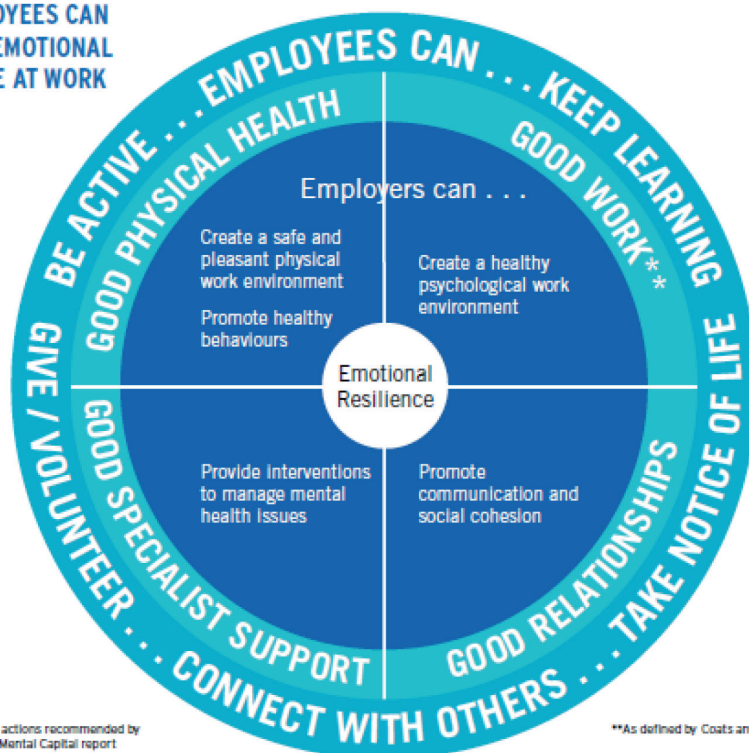 OYEES CAN
EMOTIONAL
E AT WORK
EMPLOYEES CAN . . . KEEP LEARNING
TAKE NOTICE OF LIFE . . .
CONNECT WITH OTHERS . . .
GIVE / VOLUNTEER . . .
BE ACTIVE . . .
GOOD PHYSICAL HEALTH
GOOD WORK**
GOOD RELATIONSHIPS
GOOD SPECIALIST SUPPORT
Employers can . . .
Create a safe and
pleasant physical
work environment
Promote healthy
behaviours
Create a healthy
psychological work
environment
Emotional
Resilience
Provide interventions
to manage mental
health issues
Promote
communication and
social cohesion
actions recommended by
Mental Capital report
**As defined by Coats an